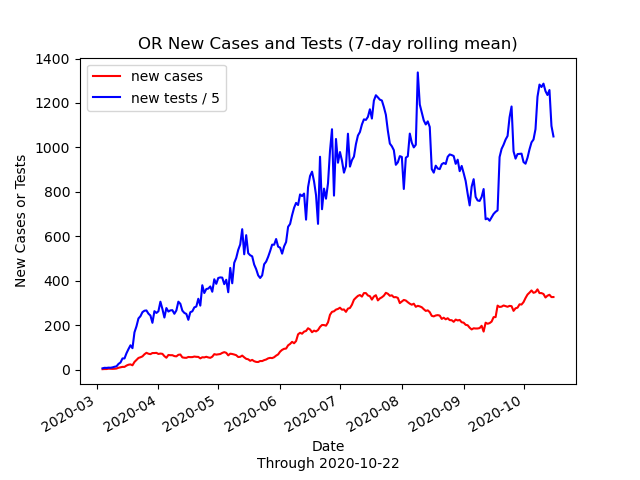 OR New Cases and Tests (7-day rolling mean)
new cases
new tests / 5
New Cases or Tests
1400
1200
1000
800
600
400
200
0
2020-03
2020-04
2020-05
2020-06
2020-07
2020-08
2020-09
2020-10
Date
Through 2020-10-22